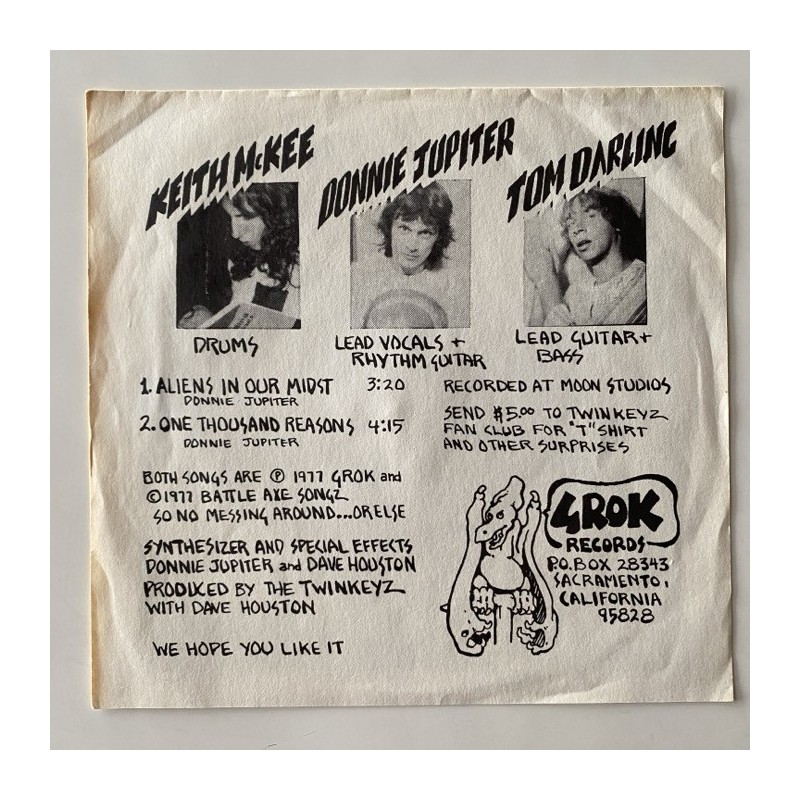 KEITH McKEE
DONNIE JUPITER
TOM DARLING
DRUMS
LEAD VOCALS +
RHYTHM GUITAR
LEAD GUITAR +
BASS
1. ALIENS IN OUR MIDST 3:20
DONNIE JUPITER
2. ONE THOUSAND REASONS 4:15
DONNIE JUPITER
RECORDED AT MOON STUDIOS
SEND $5.00 TO TWINKEYZ
FAN CLUB FOR "T" SHIRT
AND OTHER SURPRISES
BOTH SONGS ARE ℗ 1977 GROK and
© 1977 BATTLE AXE SONGZ
SO NO MESSING AROUND...OR ELSE
SYNTHESIZER AND SPECIAL EFFECTS
DONNIE JUPITER and DAVE HOUSTON
PRODUCED BY THE TWINKEYZ
WITH DAVE HOUSTON
WE HOPE YOU LIKE IT
GROK
RECORDS
P.O. BOX 28343
SACRAMENTO,
CALIFORNIA
95828